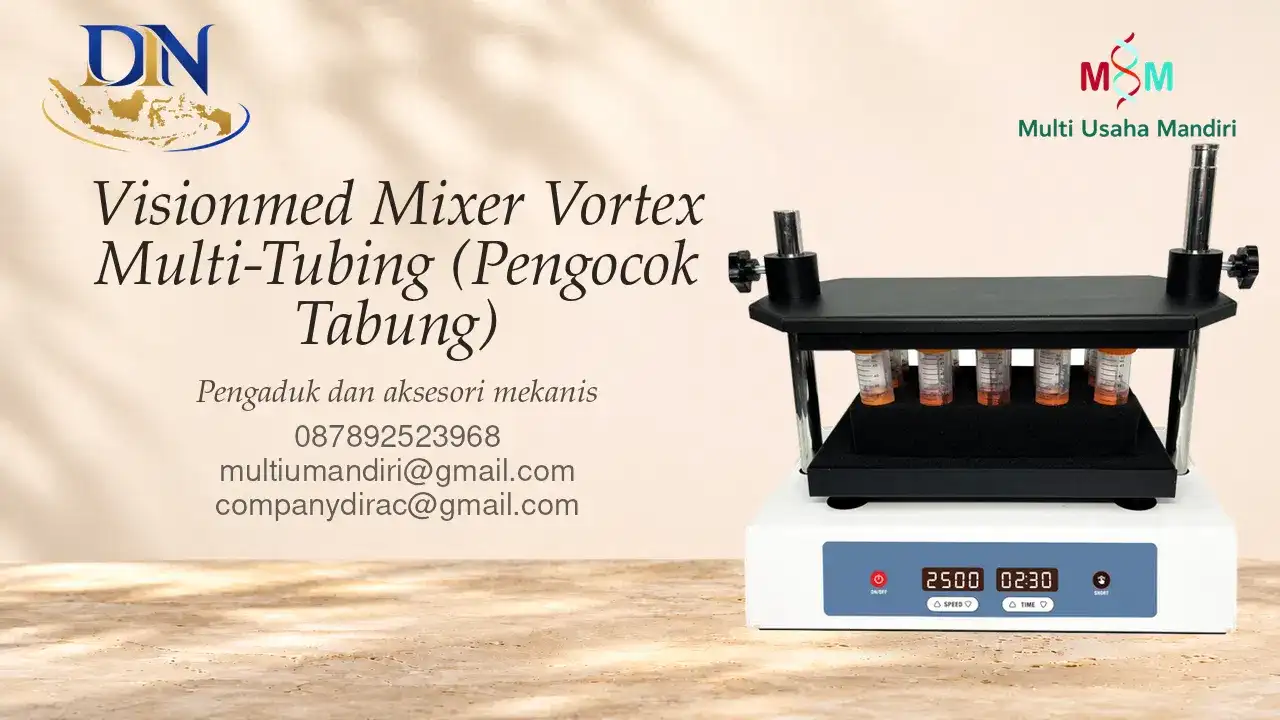 DN
MSM
Multi Usaha Mandiri
Visionmed Mixer Vortex
Multi-Tubing (Pengocok
Tabung)
Pengaduk dan aksesori mekanis
087892523968
multiumandiri@gmail.com
companydirac@gmail.com
2500 02:30
ON/OFF SPEED TIME SHORT